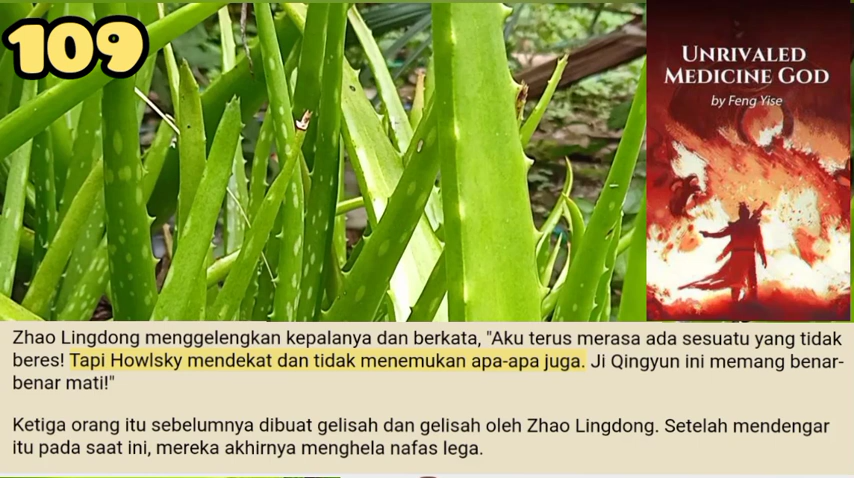 109
UNRIVALED
MEDICINE GOD
by Feng Yise
Zhao Lingdong menggelengkan kepalanya dan berkata, "Aku terus merasa ada sesuatu yang tidak
beres! Tapi Howlsky mendekat dan tidak menemukan apa-apa juga. Ji Qingyun ini memang benar-
benar mati!"
Ketiga orang itu sebelumnya dibuat gelisah dan gelisah oleh Zhao Lingdong. Setelah mendengar
itu pada saat ini, mereka akhirnya menghela nafas lega.